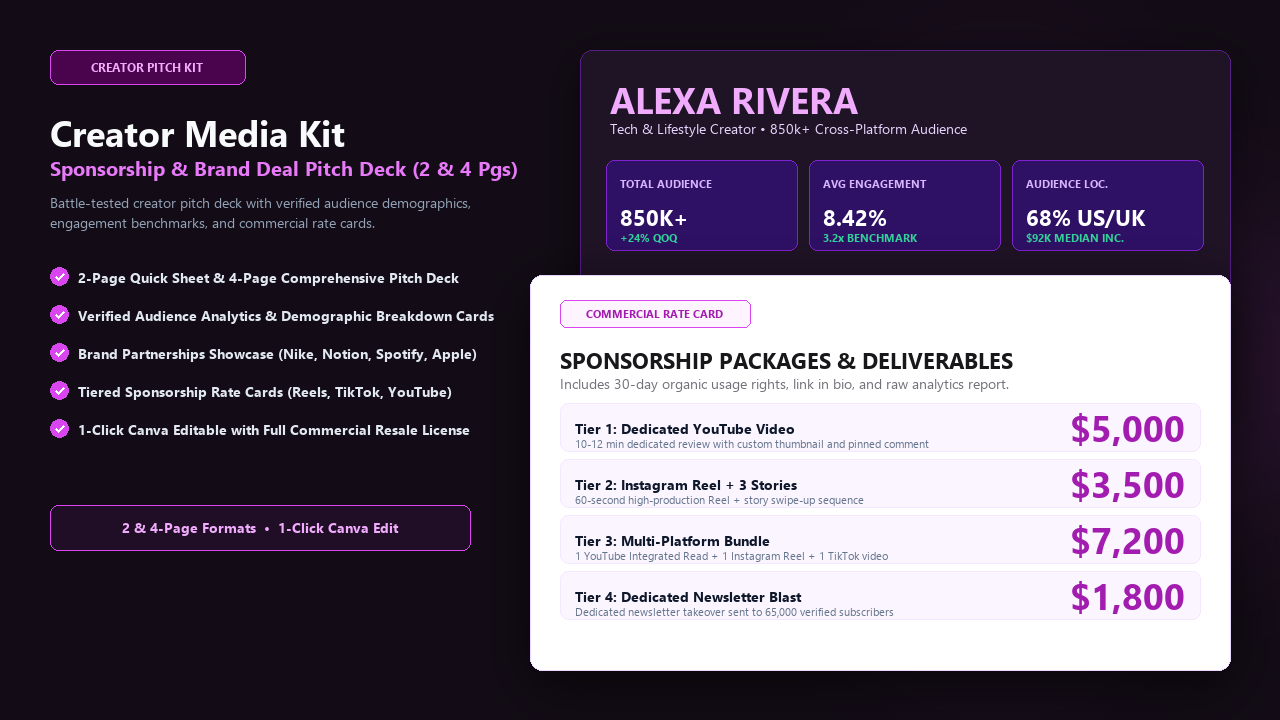 CREATOR PITCH KIT
Creator Media Kit
Sponsorship & Brand Deal Pitch Deck (2 & 4 Pgs)
Battle-tested creator pitch deck with verified audience demographics,
engagement benchmarks, and commercial rate cards.
2-Page Quick Sheet & 4-Page Comprehensive Pitch Deck
Verified Audience Analytics & Demographic Breakdown Cards
Brand Partnerships Showcase (Nike, Notion, Spotify, Apple)
Tiered Sponsorship Rate Cards (Reels, TikTok, YouTube)
1-Click Canva Editable with Full Commercial Resale License
2 & 4-Page Formats • 1-Click Canva Edit
ALEXA RIVERA
Tech & Lifestyle Creator • 850k+ Cross-Platform Audience
TOTAL AUDIENCE
850K+
+24% QOQ
AVG ENGAGEMENT
8.42%
3.2x BENCHMARK
AUDIENCE LOC.
68% US/UK
$92K MEDIAN INC.
COMMERCIAL RATE CARD
SPONSORSHIP PACKAGES & DELIVERABLES
Includes 30-day organic usage rights, link in bio, and raw analytics report.
Tier 1: Dedicated YouTube Video
10-12 min dedicated review with custom thumbnail and pinned comment
$5,000
Tier 2: Instagram Reel + 3 Stories
60-second high-production Reel + story swipe-up sequence
$3,500
Tier 3: Multi-Platform Bundle
1 YouTube Integrated Read + 1 Instagram Reel + 1 TikTok video
$7,200
Tier 4: Dedicated Newsletter Blast
Dedicated newsletter takeover sent to 65,000 verified subscribers
$1,800